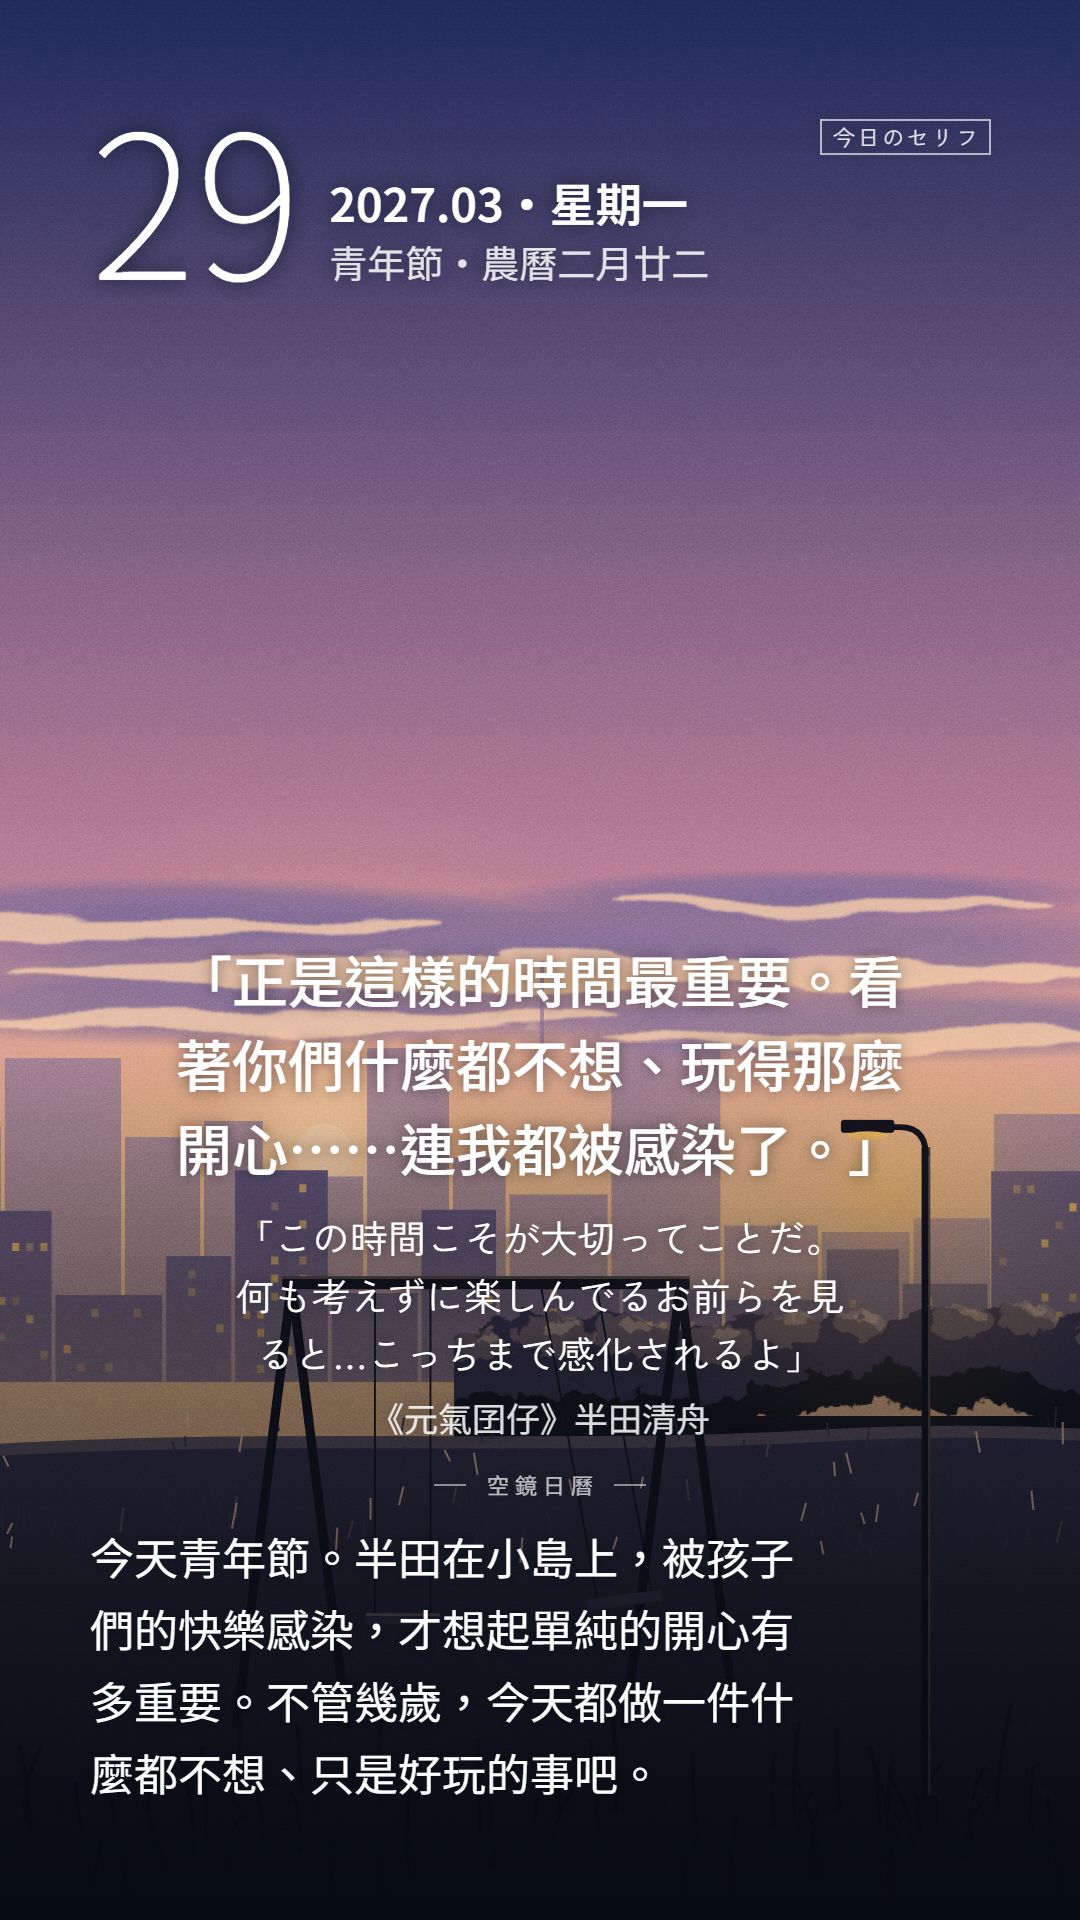 今日のセリフ
29
2027.03・星期一
青年節・農曆二月廿二
「正是這樣的時間最重要。看
著你們什麼都不想、玩得那麼
開心⋯⋯連我都被感染了。」
「この時間こそが大切ってことだ。
何も考えずに楽しんでるお前らを見
ると…こっちまで感化されるよ」
《元氣囝仔》半田清舟
空鏡日曆
今天青年節。半田在小島上，被孩子
們的快樂感染，才想起單純的開心有
多重要。不管幾歲，今天都做一件什
麼都不想、只是好玩的事吧。